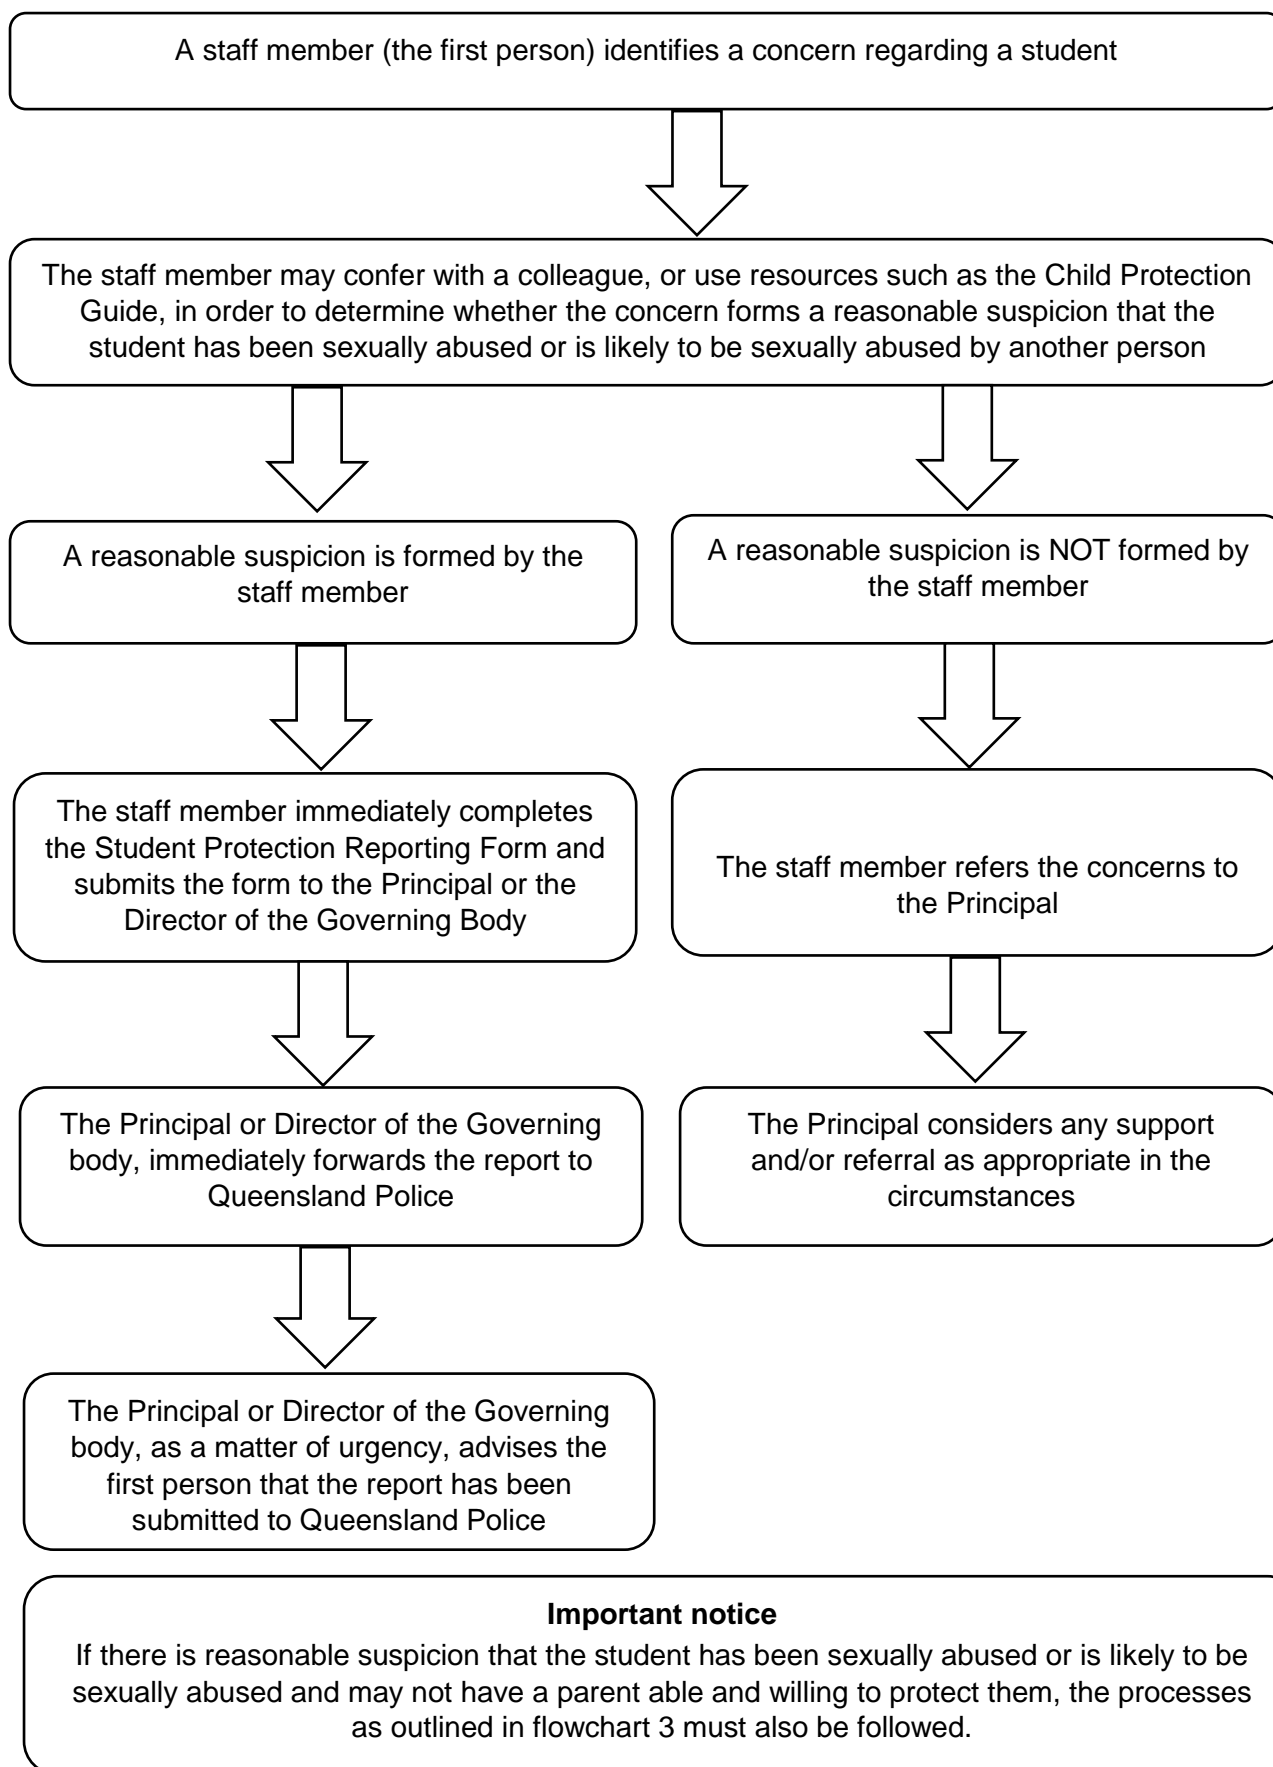 A staff member (the first person) identifies a concern regarding a student
The staff member may confer with a colleague, or use resources such as the Child Protection
Guide, in order to determine whether the concern forms a reasonable suspicion that the
student has been sexually abused or is likely to be sexually abused by another person
A reasonable suspicion is formed by the
staff member
A reasonable suspicion is NOT formed by
the staff member
The staff member immediately completes
the Student Protection Reporting Form and
submits the form to the Principal or the
Director of the Governing Body
The staff member refers the concerns to
the Principal
The Principal or Director of the Governing
body, immediately forwards the report to
Queensland Police
The Principal considers any support
and/or referral as appropriate in the
circumstances
The Principal or Director of the Governing
body, as a matter of urgency, advises the
first person that the report has been
submitted to Queensland Police
Important notice
If there is reasonable suspicion that the student has been sexually abused or is likely to be
sexually abused and may not have a parent able and willing to protect them, the processes
as outlined in flowchart 3 must also be followed.